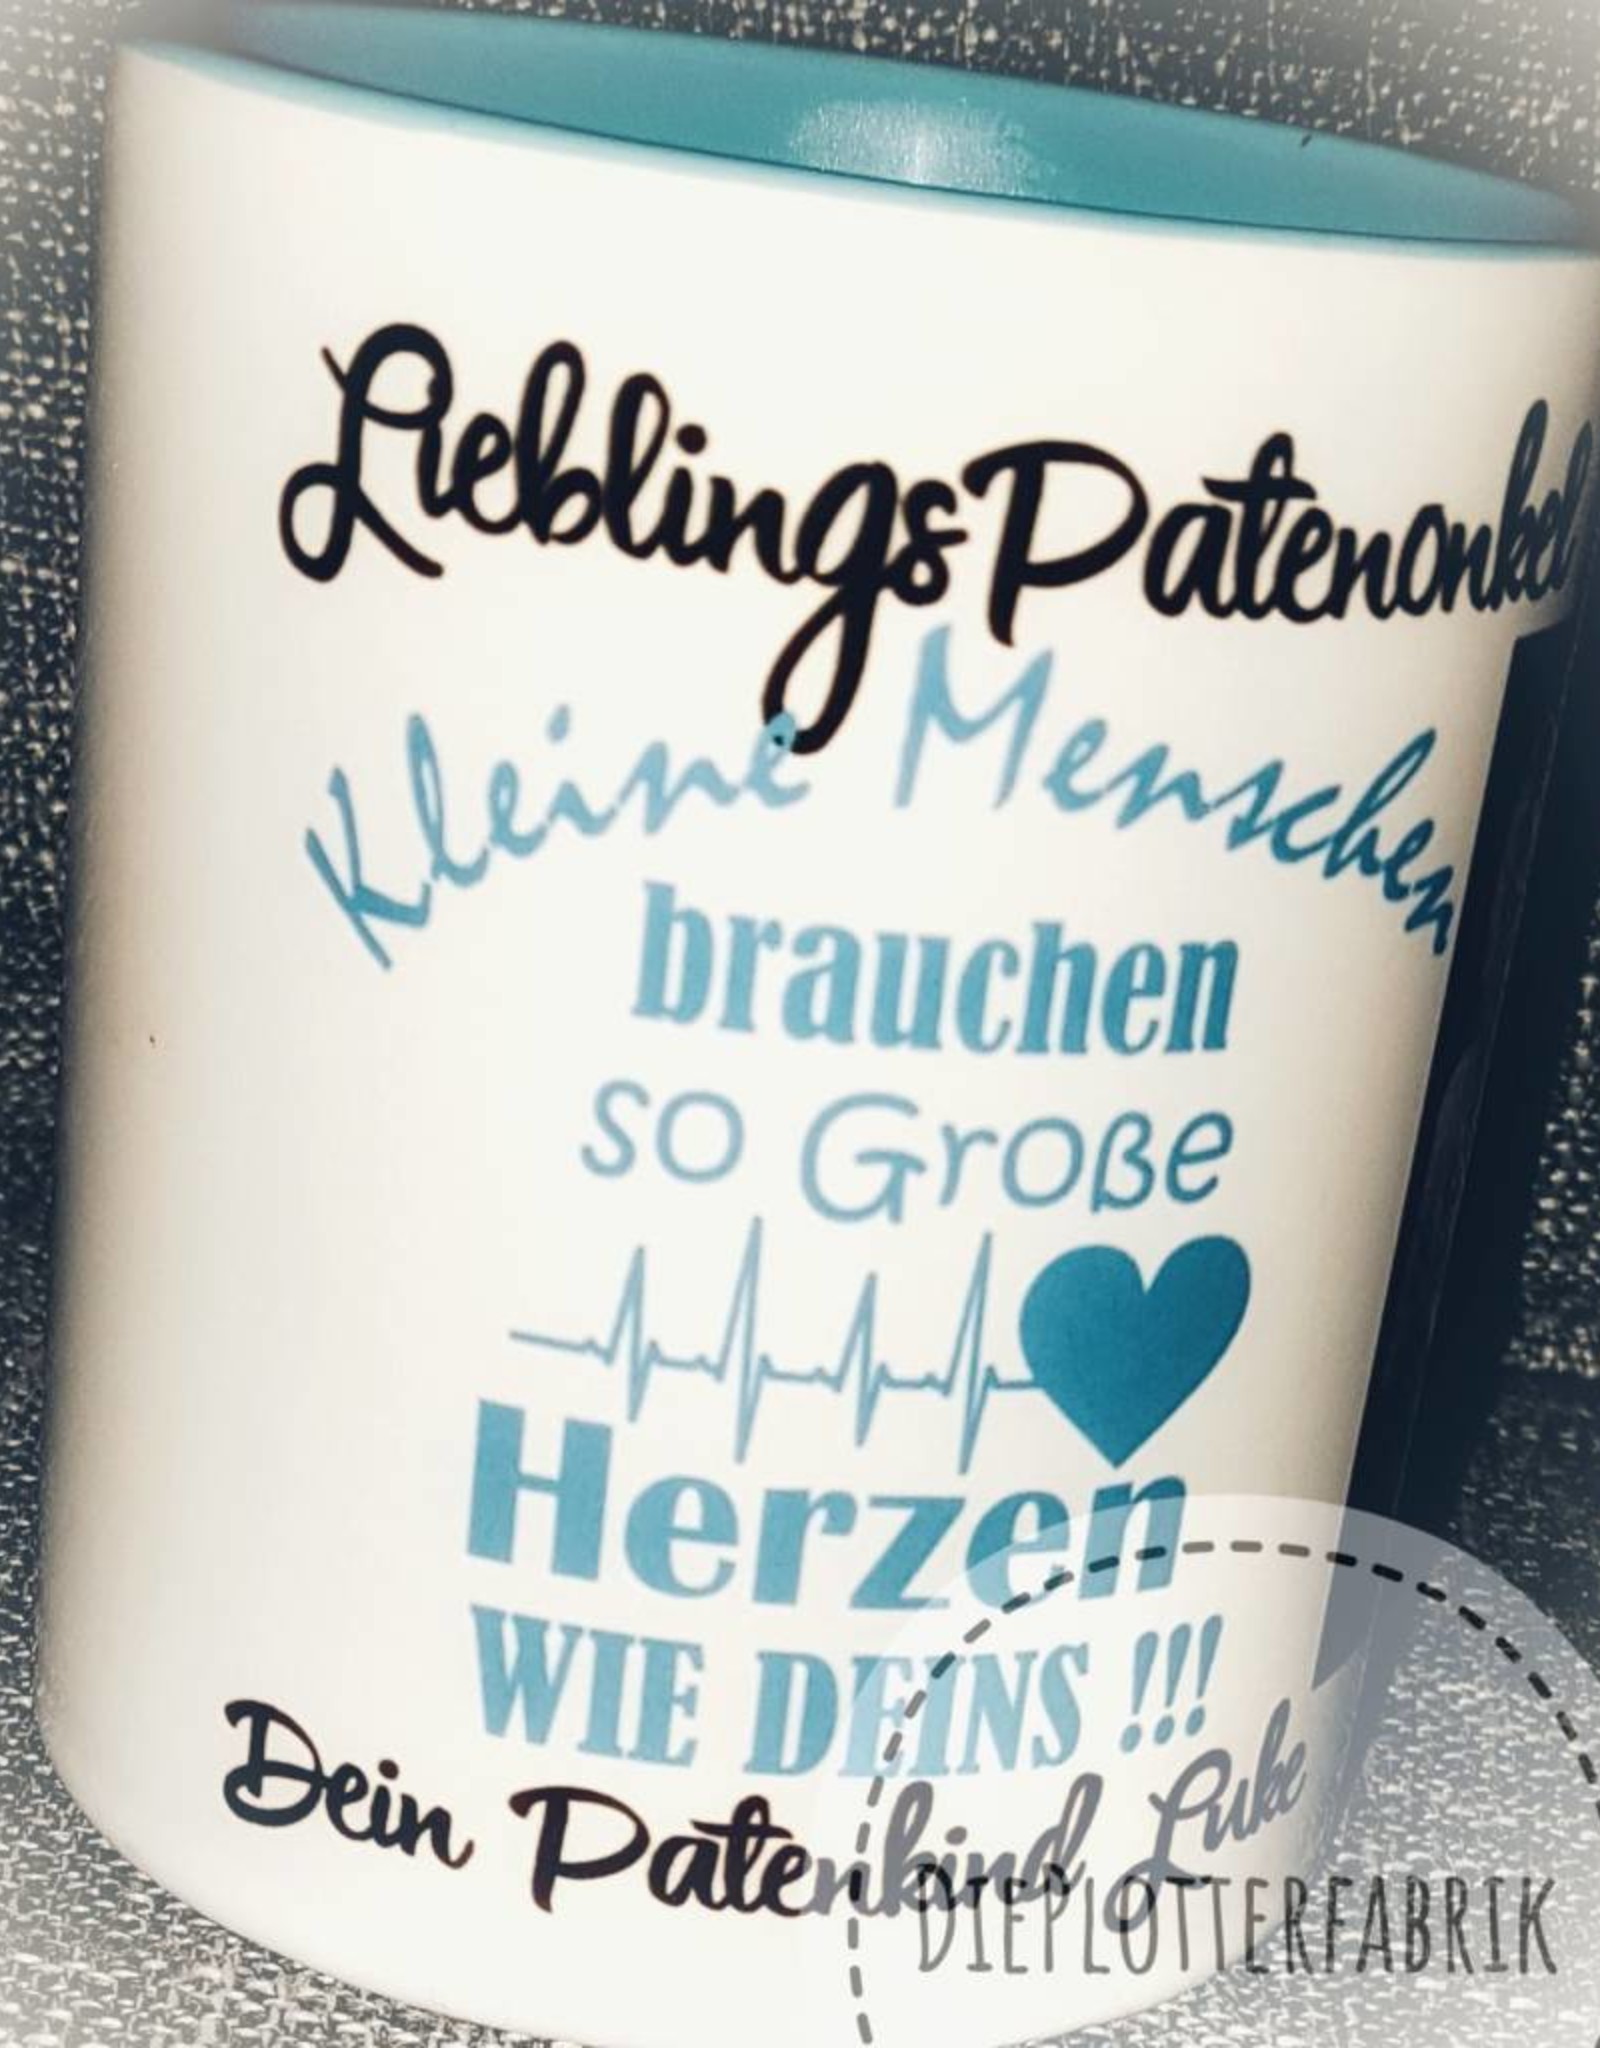 LieblingsPatenonkel
Kleine Menschen
brauchen
so Große
Herzen
WIE DEINS !!!
Dein Patenkind Luke
DIEPLOTTERFABRIK